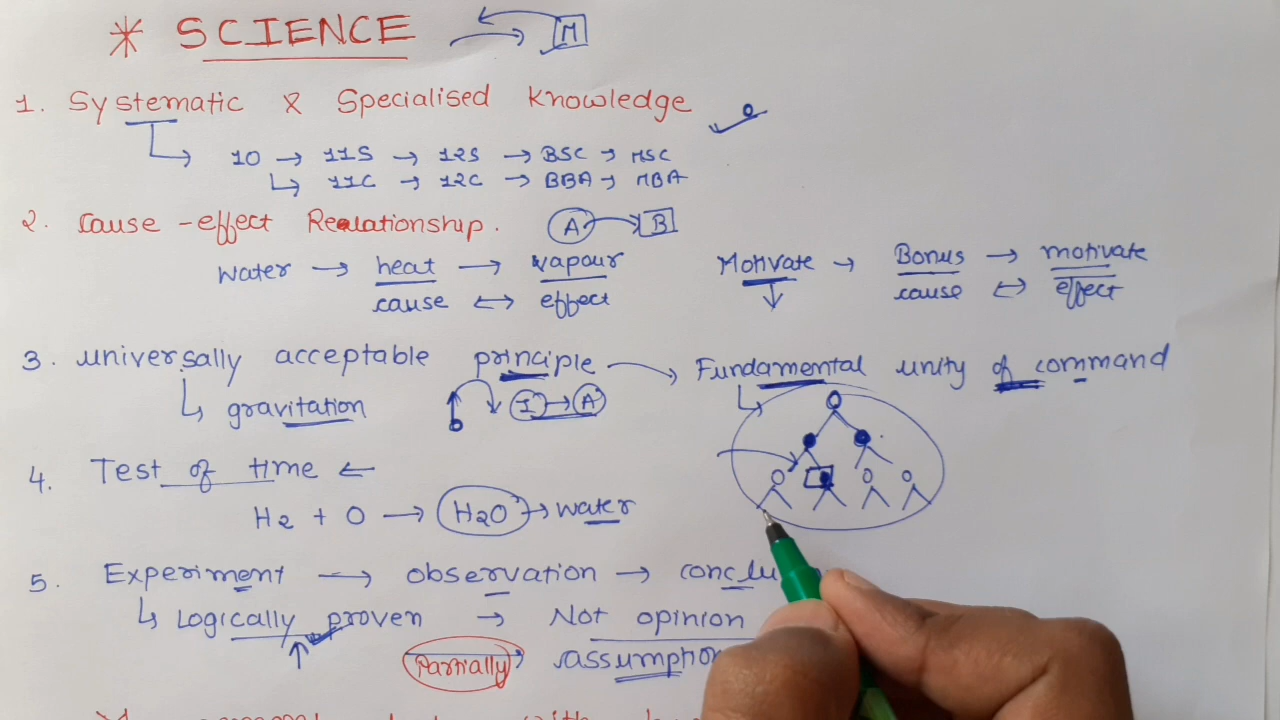 * SCIENCE ⇄ M
1. Systematic & Specialised Knowledge
10 → 11S → 12S → BSC → MSC
↳ 11C → 12C → BBA → MBA
2. Cause-effect Realationship. A → B
Water → heat → vapour Motivate → Bonus → motivate
cause ↔ effect cause ↔ effect
3. universally acceptable principle → Fundamental unity of command
↳ gravitation I → A
4. Test of time ←
H2 + O → H2O → water
5. Experiment → observation → conclu
↳ Logically proven → Not opinion
Partially assumption